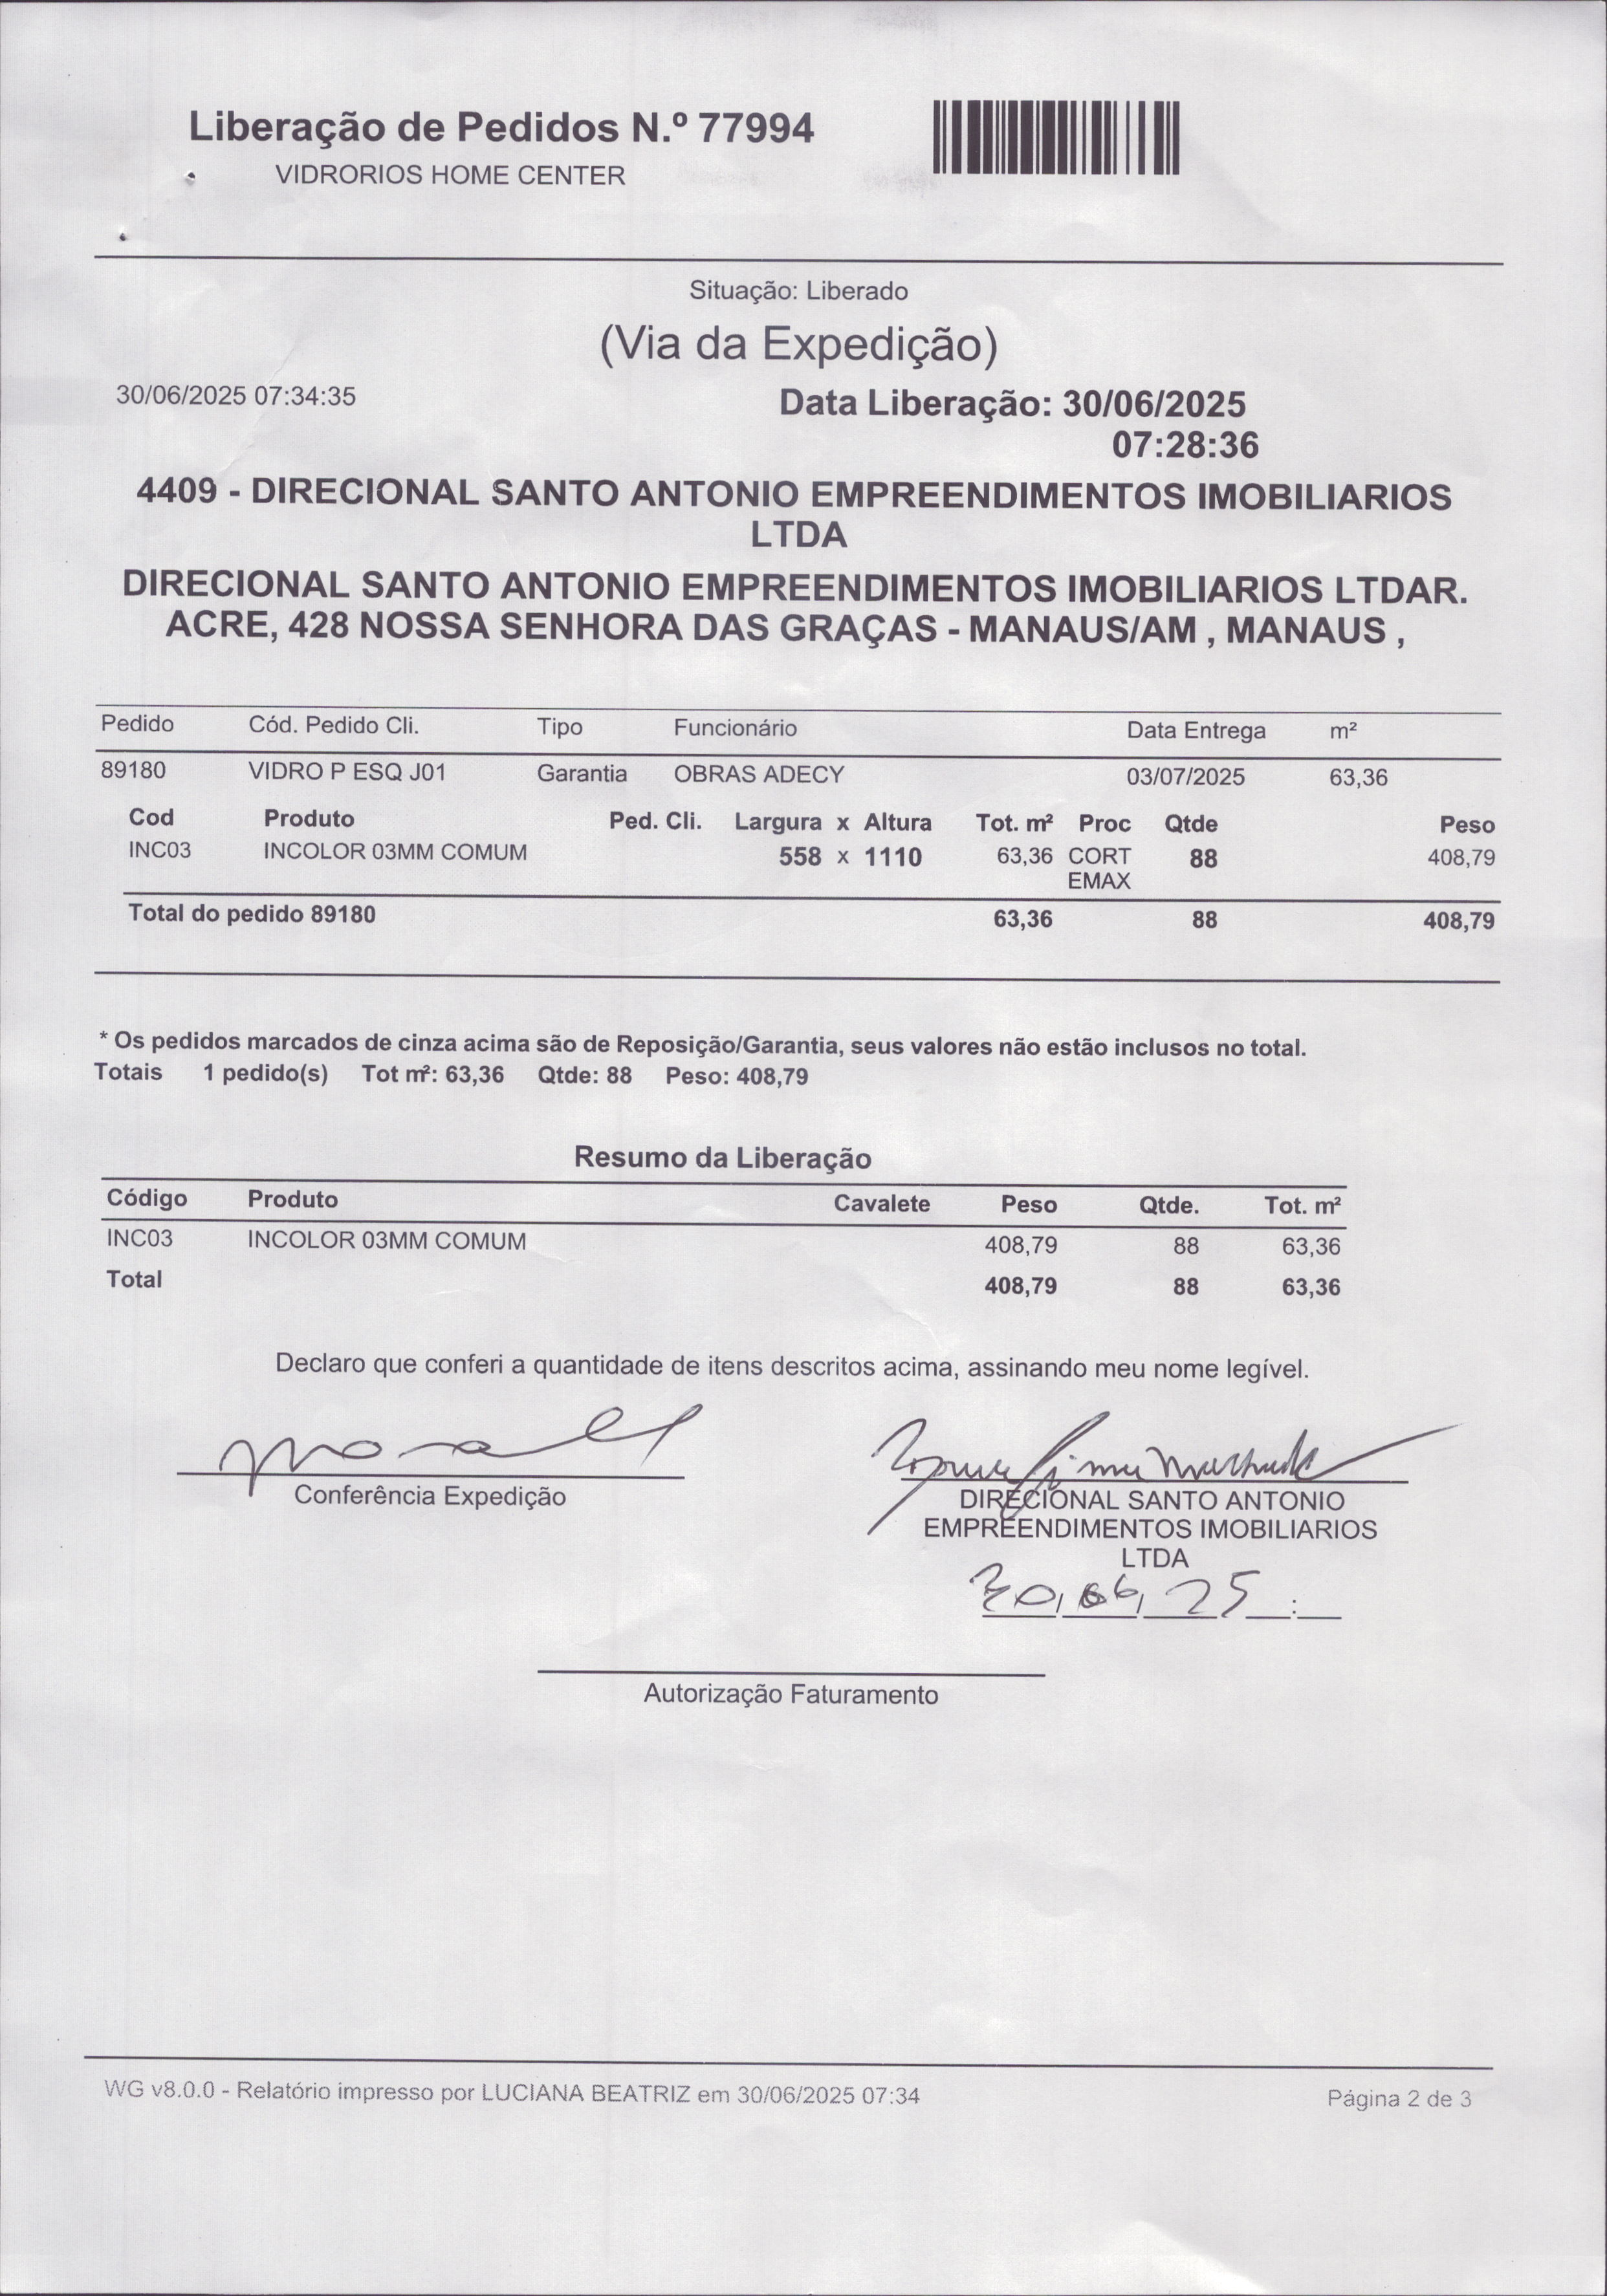 Liberação de Pedidos N.º 77994
VIDRORIOS HOME CENTER
Situação: Liberado
(Via da Expedição)
30/06/2025 07:34:35
Data Liberação: 30/06/2025
07:28:36
4409 - DIRECIONAL SANTO ANTONIO EMPREENDIMENTOS IMOBILIARIOS
LTDA
DIRECIONAL SANTO ANTONIO EMPREENDIMENTOS IMOBILIARIOS LTDAR.
ACRE, 428 NOSSA SENHORA DAS GRAÇAS - MANAUS/AM , MANAUS ,
Pedido Cód. Pedido Cli. Tipo Funcionário Data Entrega m²
89180 VIDRO P ESQ J01 Garantia OBRAS ADECY 03/07/2025 63,36
Cod Produto Ped. Cli. Largura x Altura Tot. m² Proc Qtde Peso
INC03 INCOLOR 03MM COMUM 558 x 1110 63,36 CORT 88 408,79
EMAX
Total do pedido 89180 63,36 88 408,79
* Os pedidos marcados de cinza acima são de Reposição/Garantia, seus valores não estão inclusos no total.
Totais 1 pedido(s) Tot m²: 63,36 Qtde: 88 Peso: 408,79
Resumo da Liberação
Código Produto Cavalete Peso Qtde. Tot. m²
INC03 INCOLOR 03MM COMUM 408,79 88 63,36
Total 408,79 88 63,36
Declaro que conferi a quantidade de itens descritos acima, assinando meu nome legível.
Conferência Expedição
DIRECIONAL SANTO ANTONIO
EMPREENDIMENTOS IMOBILIARIOS
LTDA
30/06/25 :
Autorização Faturamento
WG v8.0.0 - Relatório impresso por LUCIANA BEATRIZ em 30/06/2025 07:34
Página 2 de 3